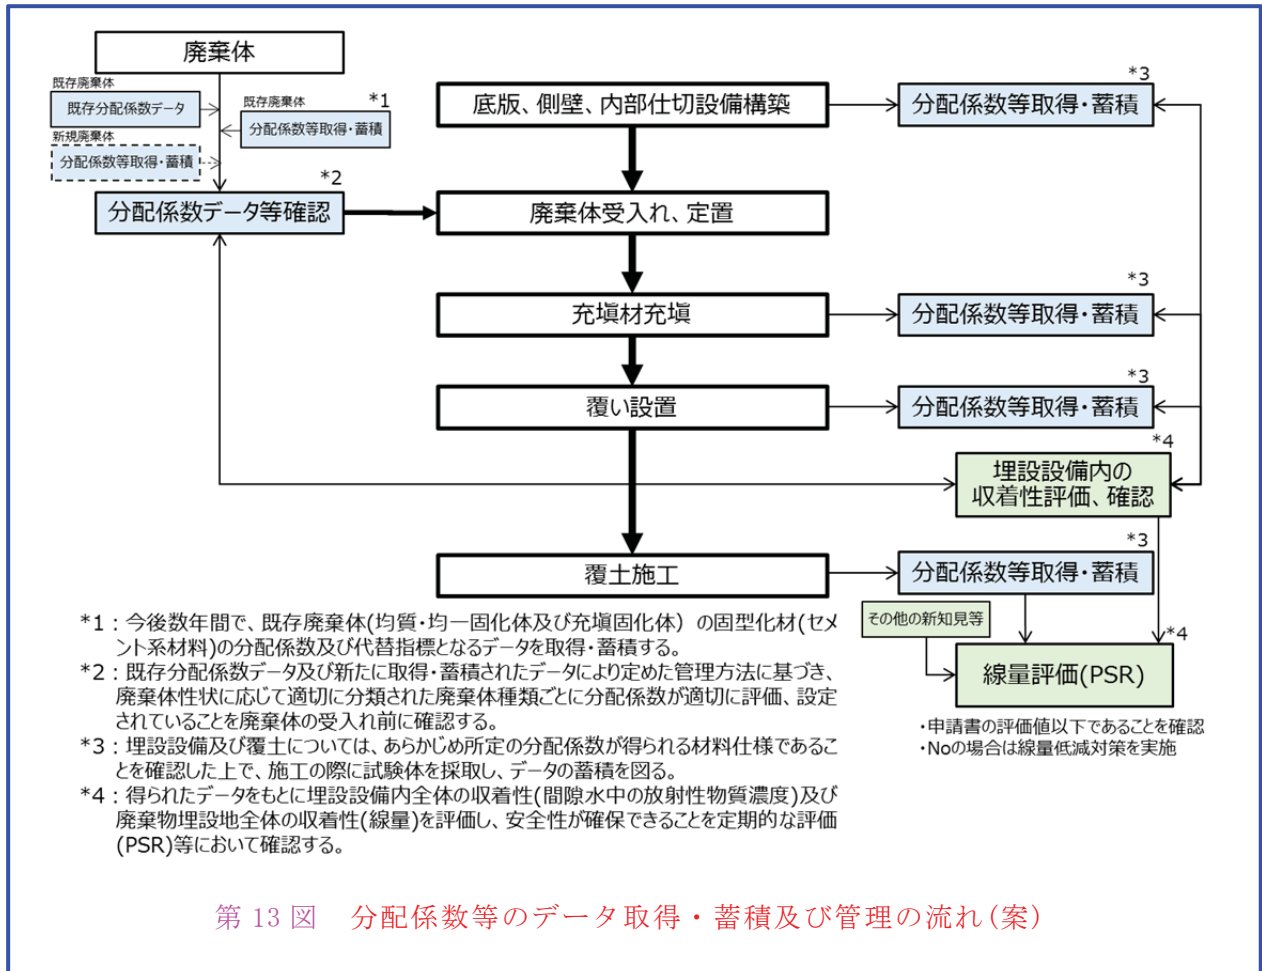 廃棄体
既存廃棄体
既存分配係数データ
既存廃棄体
*1
分配係数等取得・蓄積
新規廃棄体
分配係数等取得・蓄積
*2
分配係数データ等確認
底版、側壁、内部仕切設備構築
*3
分配係数等取得・蓄積
廃棄体受入れ、定置
充塡材充塡
*3
分配係数等取得・蓄積
覆い設置
*3
分配係数等取得・蓄積
*4
埋設設備内の
収着性評価、確認
覆土施工
*3
分配係数等取得・蓄積
その他の新知見等
*4
線量評価(PSR)
・申請書の評価値以下であることを確認
・Noの場合は線量低減対策を実施
*1：今後数年間で、既存廃棄体(均質・均一固化体及び充塡固化体）の固型化材(セメ
ント系材料)の分配係数及び代替指標となるデータを取得・蓄積する。
*2：既存分配係数データ及び新たに取得・蓄積されたデータにより定めた管理方法に基づき、
廃棄体性状に応じて適切に分類された廃棄体種類ごとに分配係数が適切に評価、設定
されていることを廃棄体の受入れ前に確認する。
*3：埋設設備及び覆土については、あらかじめ所定の分配係数が得られる材料仕様であるこ
とを確認した上で、施工の際に試験体を採取し、データの蓄積を図る。
*4：得られたデータをもとに埋設設備内全体の収着性(間隙水中の放射性物質濃度)及び
廃棄物埋設地全体の収着性(線量)を評価し、安全性が確保できることを定期的な評価
(PSR)等において確認する。
第 13 図　分配係数等のデータ取得・蓄積及び管理の流れ(案)